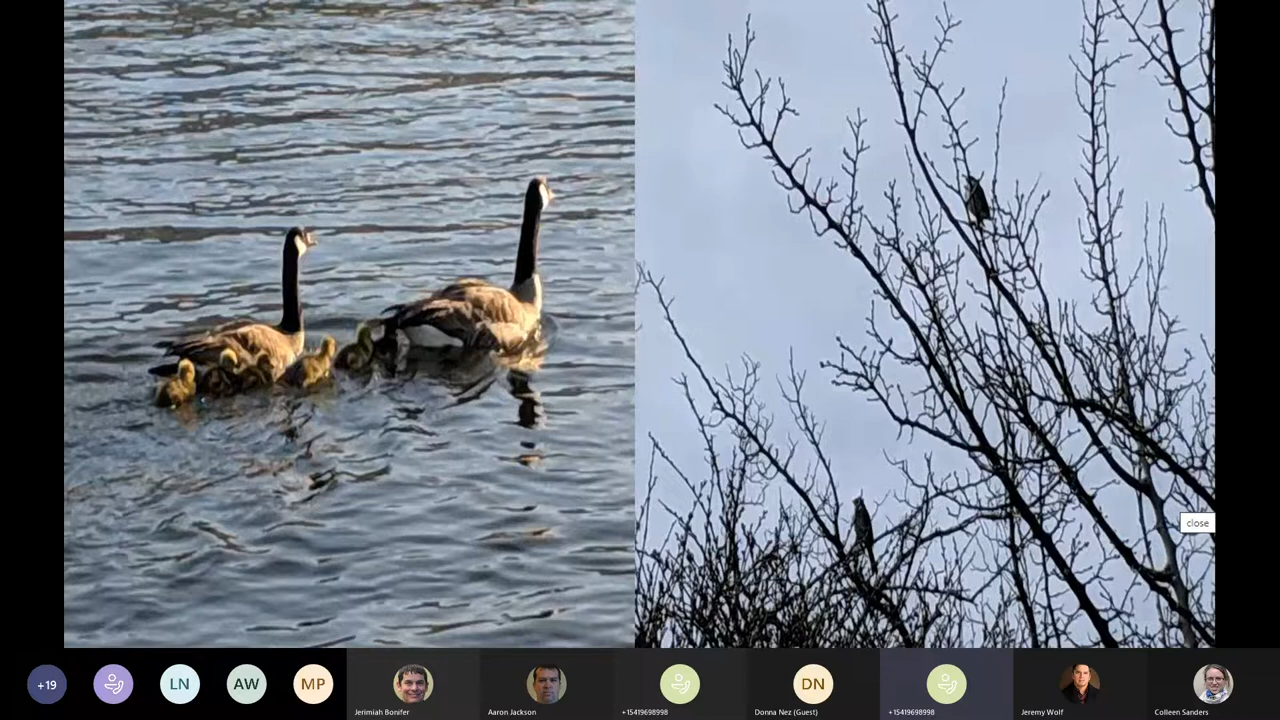 close
+19
LN
AW
MP
DN
Jerimiah Bonifer
Aaron Jackson
+15419698998
Donna Nez (Guest)
+15419698998
Jeremy Wolf
Colleen Sanders